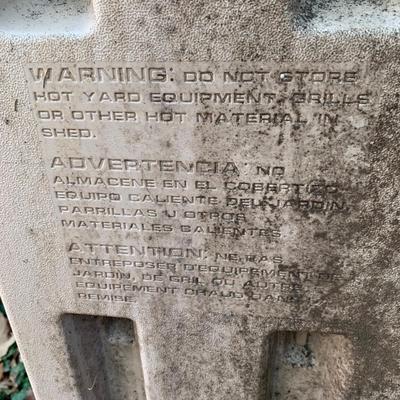 WARNING: DO NOT STORE
HOT YARD EQUIPMENT, GRILLS
OR OTHER HOT MATERIAL IN
SHED.
ADVERTENCIA: NO
ALMACENE EN EL COBERTIZO
EQUIPO CALIENTE DEL JARDIN,
PARRILLAS U OTROS
MATERIALES CALIENTES.
ATTENTION: NE PAS
ENTREPOSER D'EQUIPEMENT DE
JARDIN, DE GRIL OU AUTRE
EQUIPEMENT CHAUD DANS
REMISE.